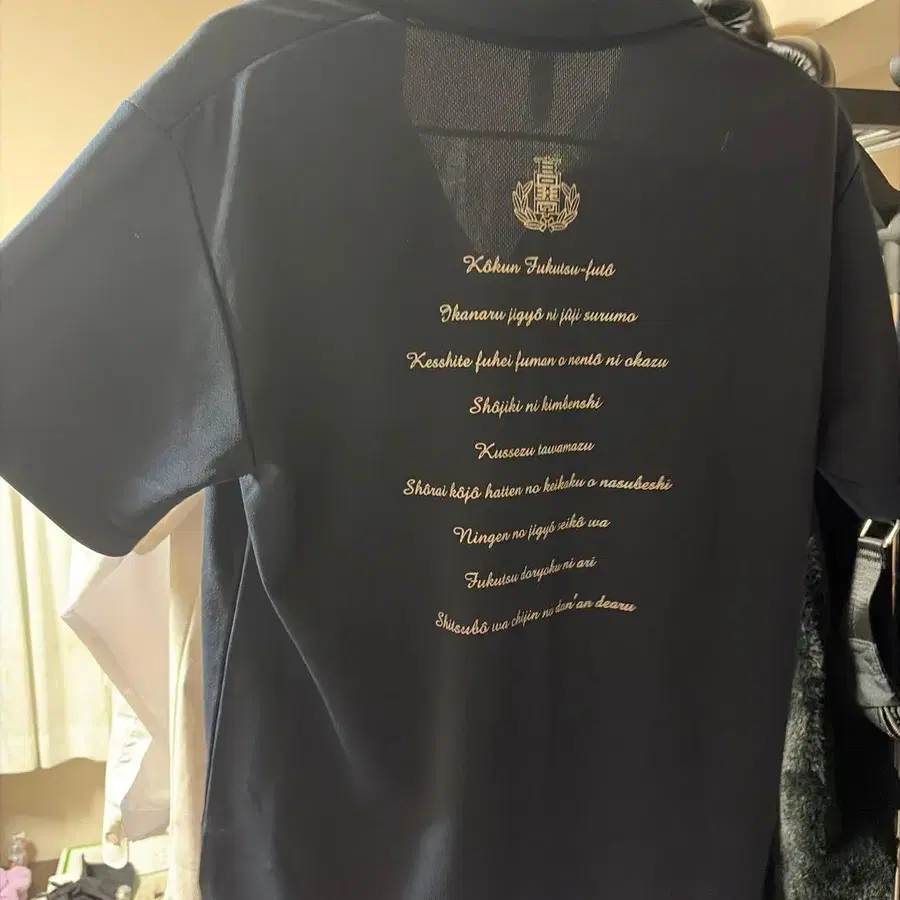 Kôkun Fukutsu-futô
Ikanaru jigyô ni jûji surumo
Kesshite fuhei fuman o nentô ni okazu
Shôjiki ni kimbenshi
Kussezu tawamazu
Shôrai kôjô hatten no keikaku o nasubeshi
Ningen no jigyô seikô wa
Fukutsu doryoku ni ari
Shitsubô wa chijin no dan'an dearu